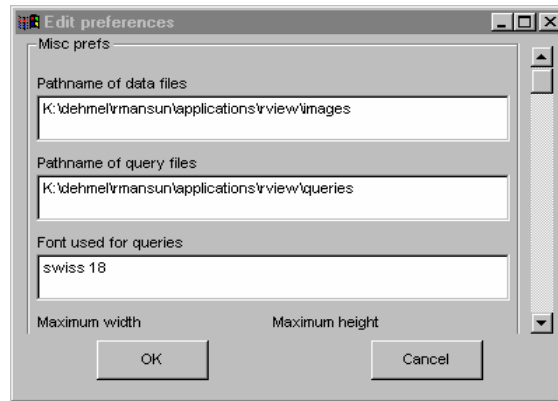 Edit preferences
Misc prefs
Pathname of data files
K:\dehmel\rmansun\applications\rview\images
Pathname of query files
K:\dehmel\rmansun\applications\rview\queries
Font used for queries
swiss 18
Maximum width Maximum height
OK Cancel